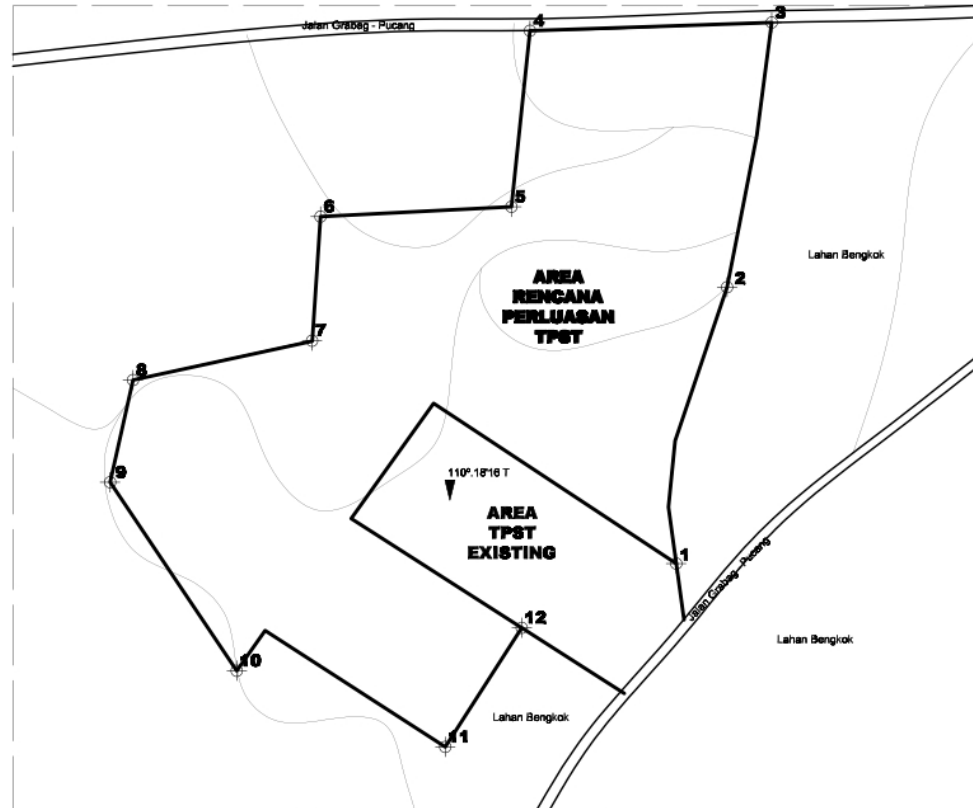 Jalan Grabag - Pucang
4
3
6
5
Lahan Bengkok
AREA
RENCANA
PERLUASAN
TPST
2
7
8
9
110º.18'16 T
AREA
TPST
EXISTING
1
Jalan Grabag - Pucang
12
Lahan Bengkok
10
Lahan Bengkok
11